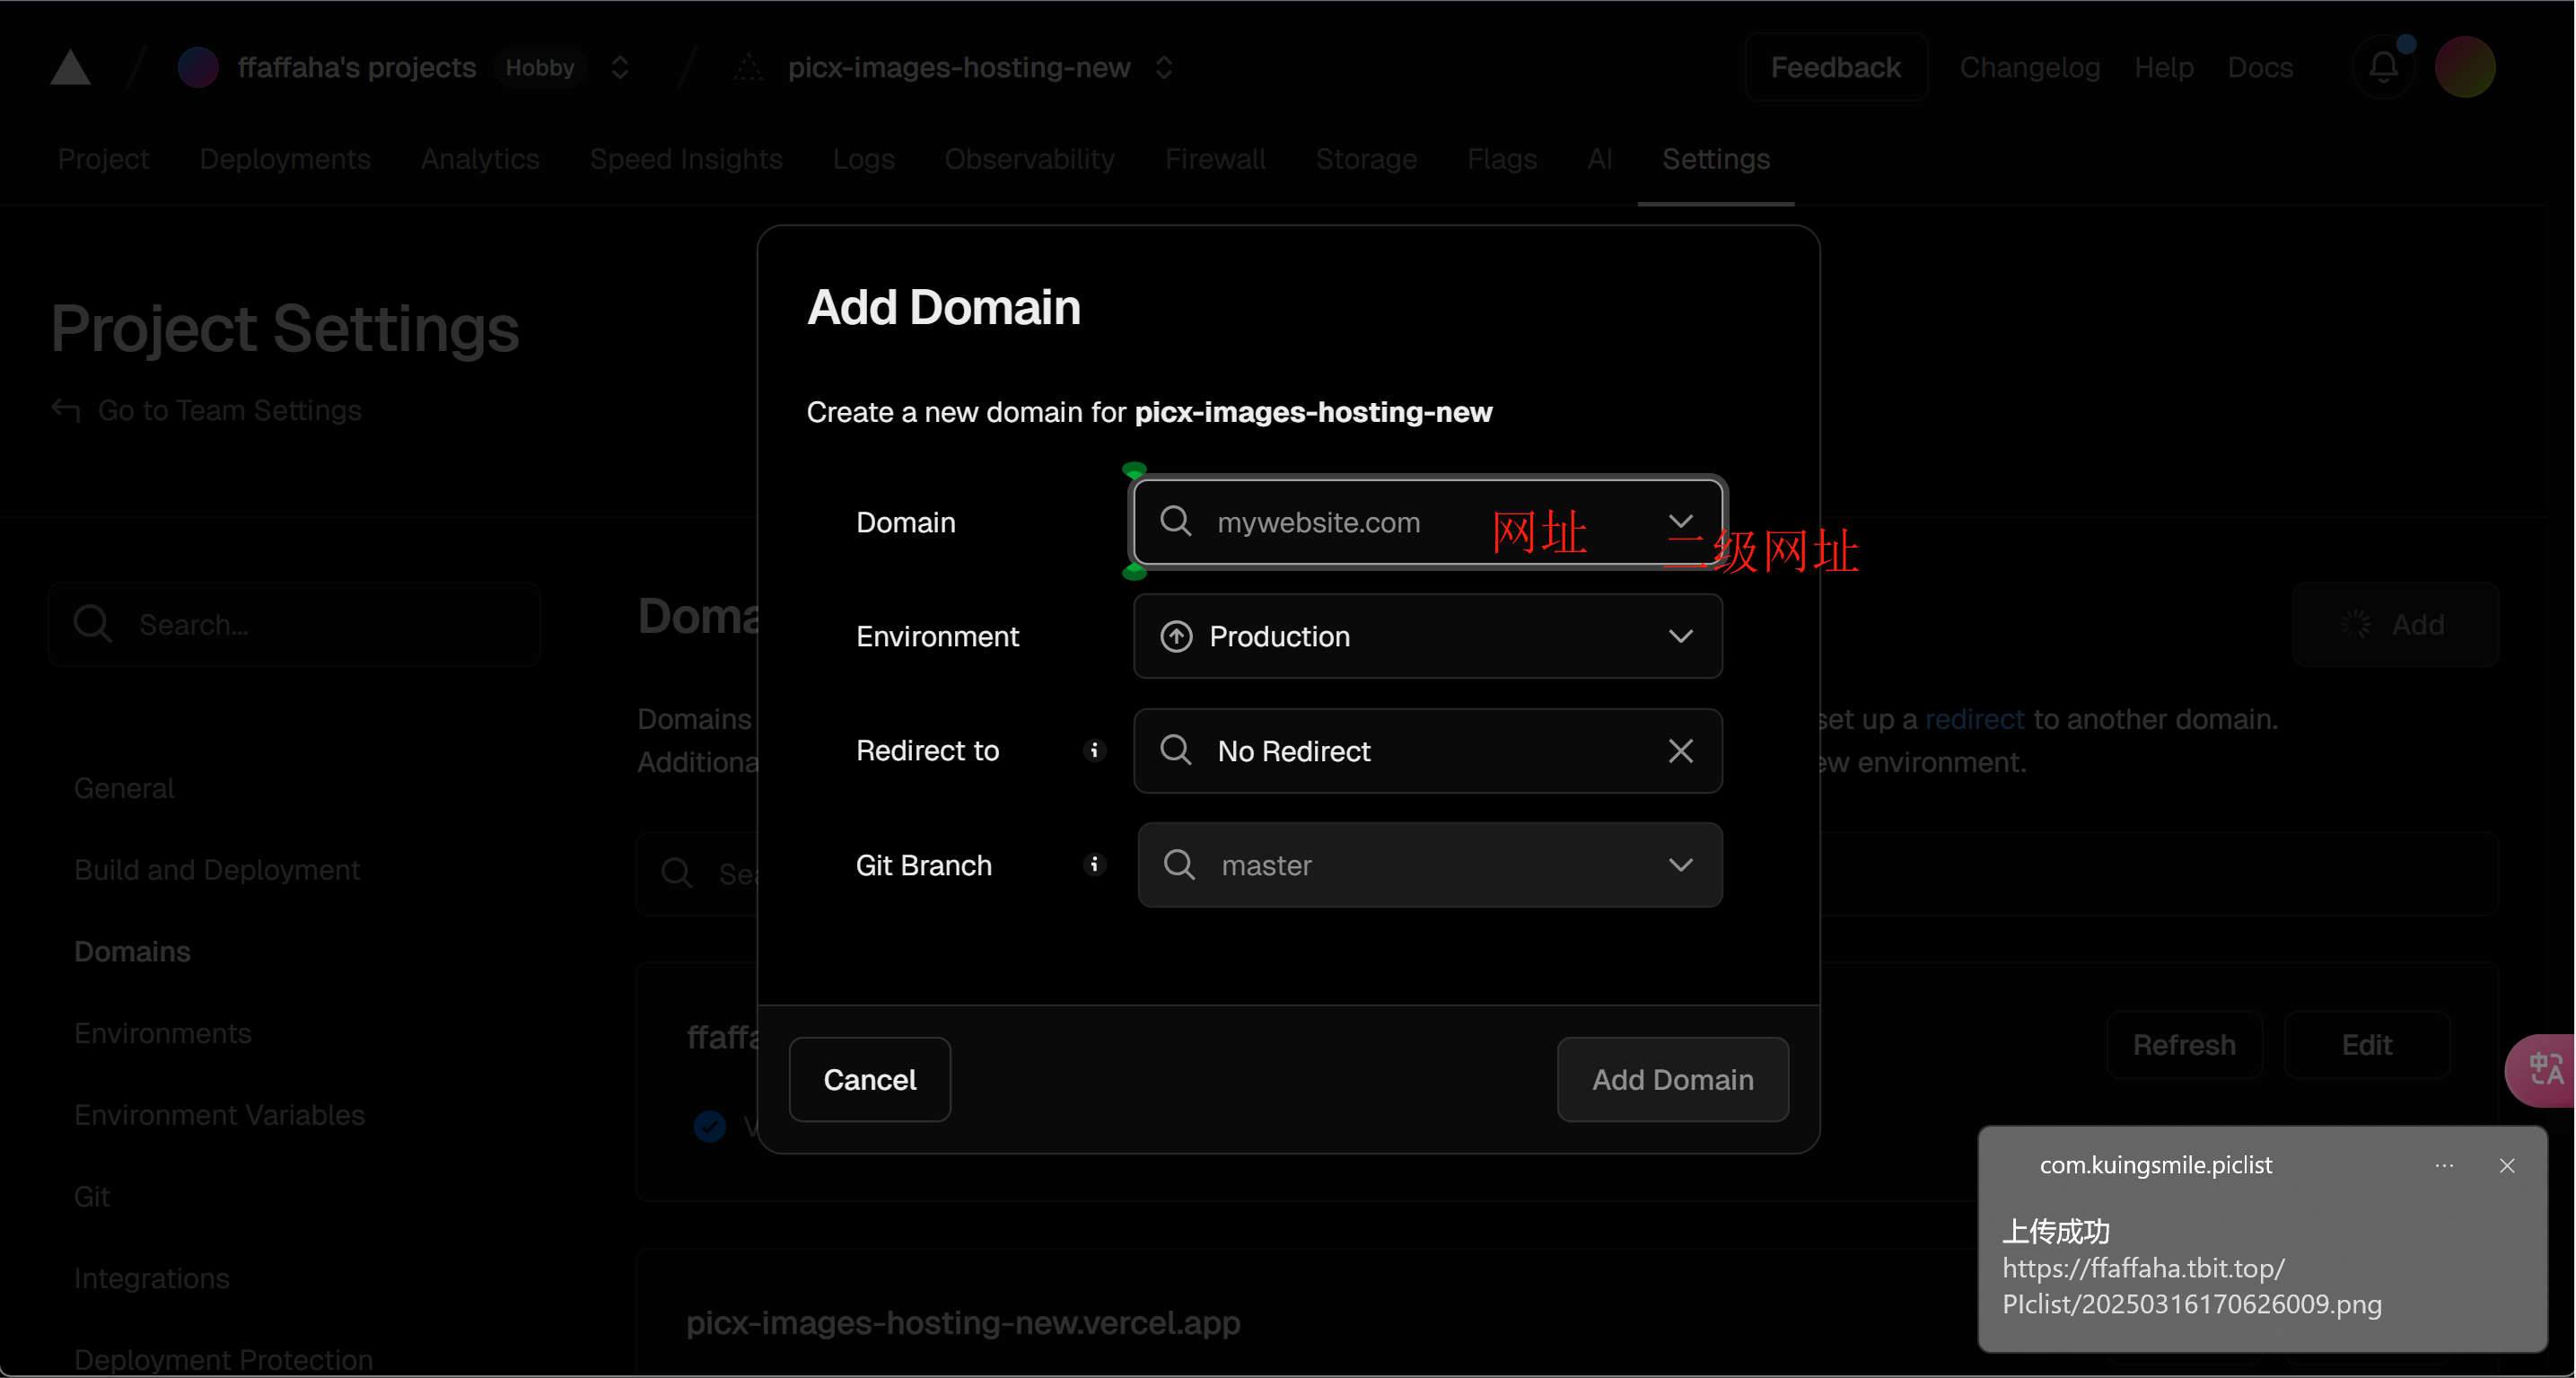 ffaffaha's projects Hobby picx-images-hosting-new Feedback Changelog Help Docs
Project Deployments Analytics Speed Insights Logs Observability Firewall Storage Flags AI Settings
Project Settings
Go to Team Settings
Search...
General
Build and Deployment
Domains
Environments
Environment Variables
Git
Integrations
Deployment Protection
Add
Domains
set up a redirect to another domain.
environment.
Refresh Edit
picx-images-hosting-new.vercel.app
Add Domain
Create a new domain for picx-images-hosting-new
Domain mywebsite.com 网址 二级网址
Environment Production
Redirect to No Redirect
Git Branch master
Cancel Add Domain
中A
com.kuingsmile.piclist
上传成功
https://ffaffaha.tbit.top/
PIclist/20250316170626009.png